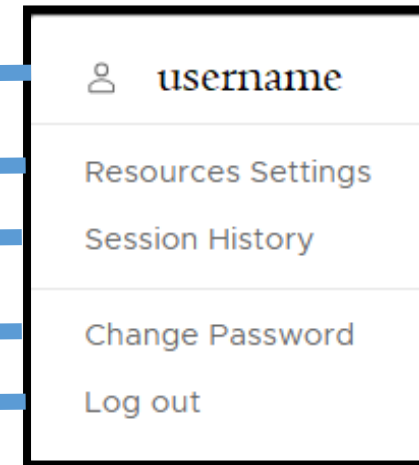 username
Resources Settings
Session History
Change Password
Log out